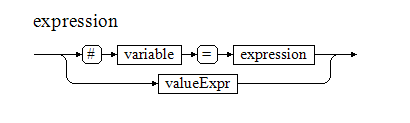 expression
# variable = expression
valueExpr